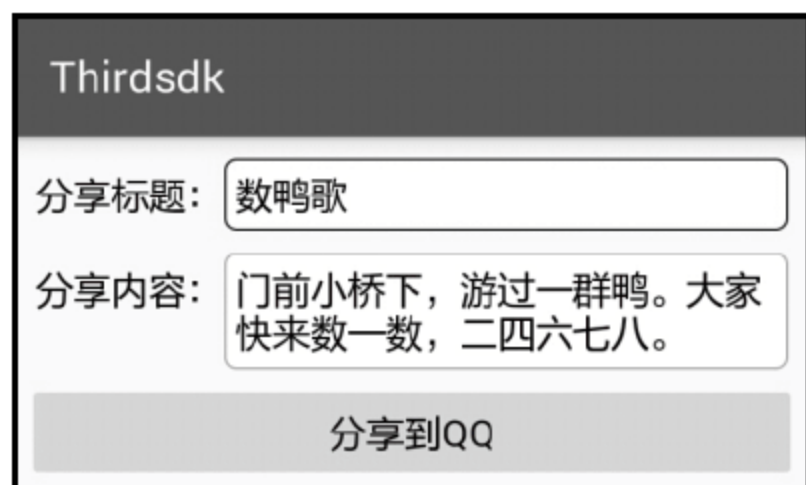 Thirdsdk
分享标题： 数鸭歌
分享内容： 门前小桥下，游过一群鸭。大家
快来数一数，二四六七八。
分享到QQ